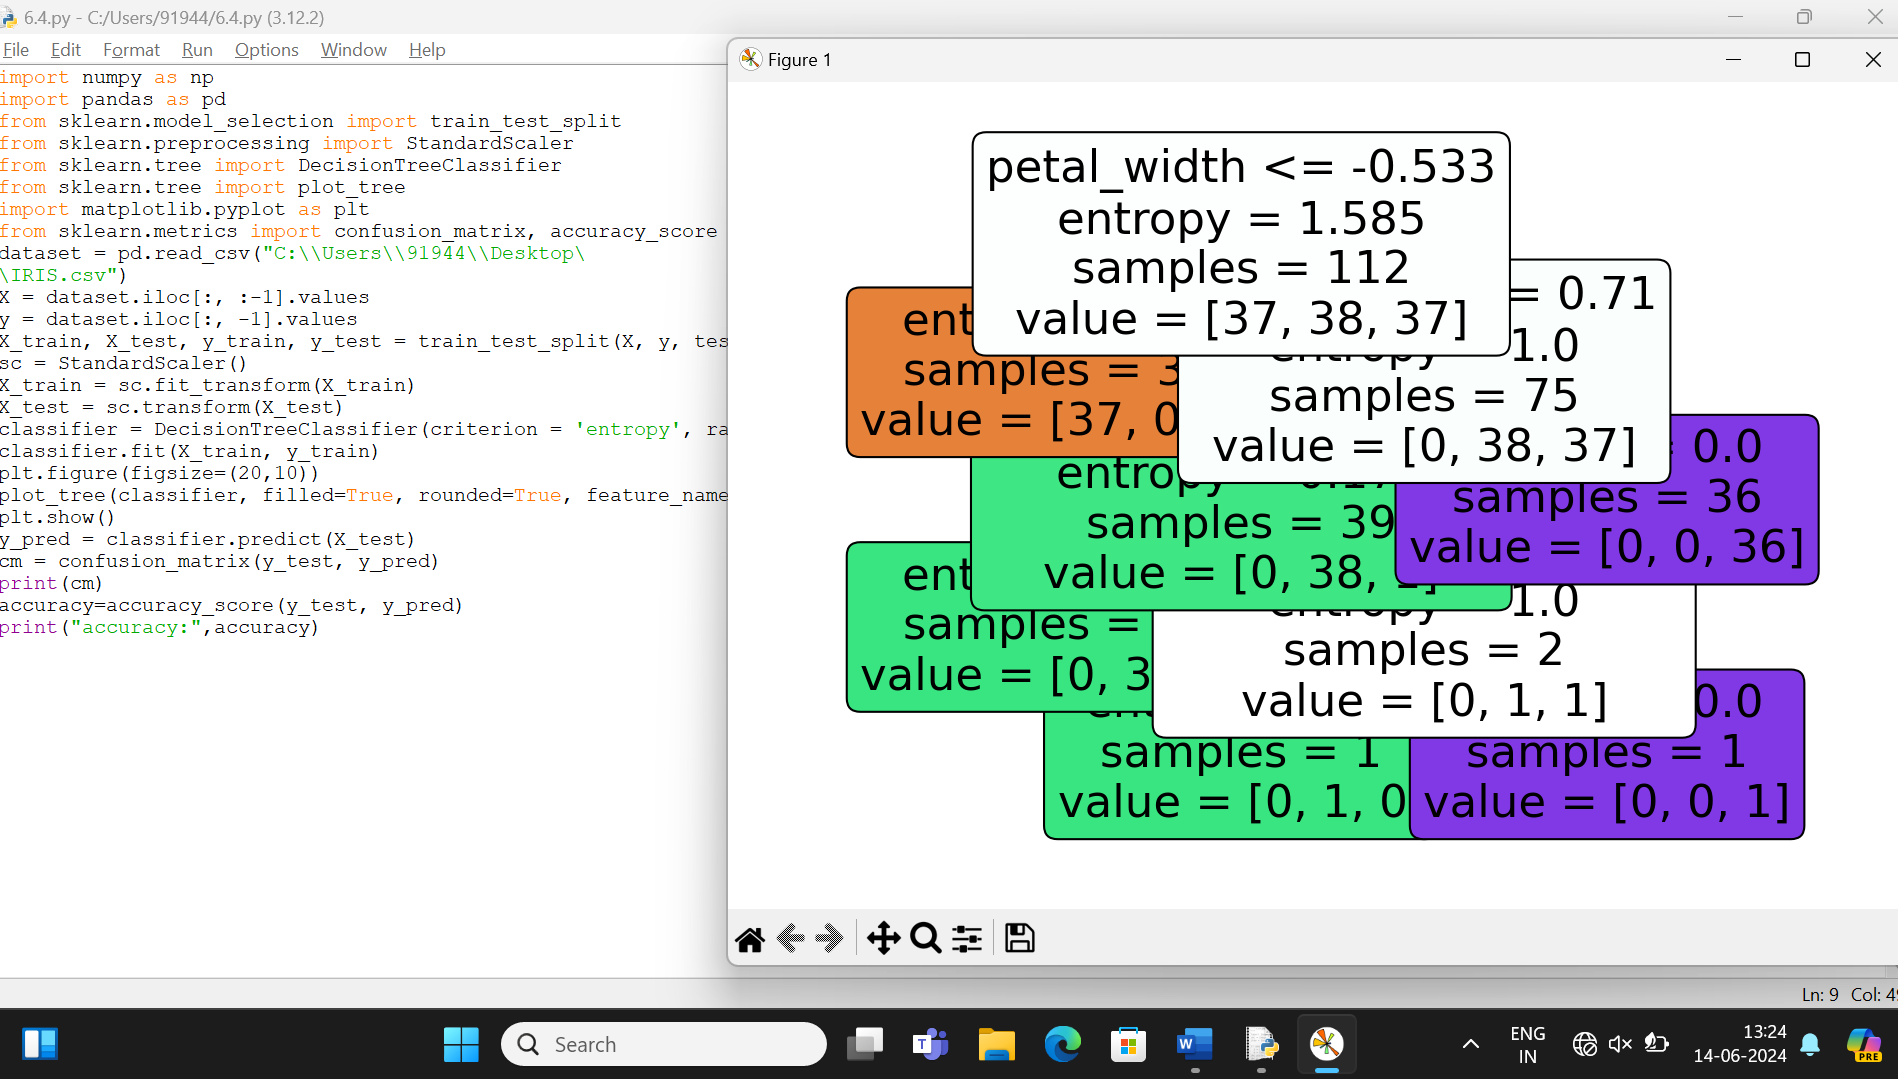 6.4.py - C:/Users/91944/6.4.py (3.12.2)
File Edit Format Run Options Window Help
import numpy as np
import pandas as pd
from sklearn.model_selection import train_test_split
from sklearn.preprocessing import StandardScaler
from sklearn.tree import DecisionTreeClassifier
from sklearn.tree import plot_tree
import matplotlib.pyplot as plt
from sklearn.metrics import confusion_matrix, accuracy_score
dataset = pd.read_csv("C:\\Users\\91944\\Desktop\
\IRIS.csv")
X = dataset.iloc[:, :-1].values
y = dataset.iloc[:, -1].values
X_train, X_test, y_train, y_test = train_test_split(X, y, tes
sc = StandardScaler()
X_train = sc.fit_transform(X_train)
X_test = sc.transform(X_test)
classifier = DecisionTreeClassifier(criterion = 'entropy', ra
classifier.fit(X_train, y_train)
plt.figure(figsize=(20,10))
plot_tree(classifier, filled=True, rounded=True, feature_name
plt.show()
y_pred = classifier.predict(X_test)
cm = confusion_matrix(y_test, y_pred)
print(cm)
accuracy=accuracy_score(y_test, y_pred)
print("accuracy:",accuracy)
Figure 1
petal_width <= -0.533
entropy = 1.585
samples = 112
value = [37, 38, 37]
ent
samples = 3
value = [37, 0
= 0.71
entropy 1.0
samples = 75
value = [0, 38, 37]
entropy
samples = 39
value = [0, 38, 1]
0.0
samples = 36
value = [0, 0, 36]
ent
samples =
value = [0, 3
entropy 1.0
samples = 2
value = [0, 1, 1]
samples = 1
value = [0, 1, 0
0.0
samples = 1
value = [0, 0, 1]
Ln: 9 Col: 4
Search
ENG
IN
13:24
14-06-2024
PRE